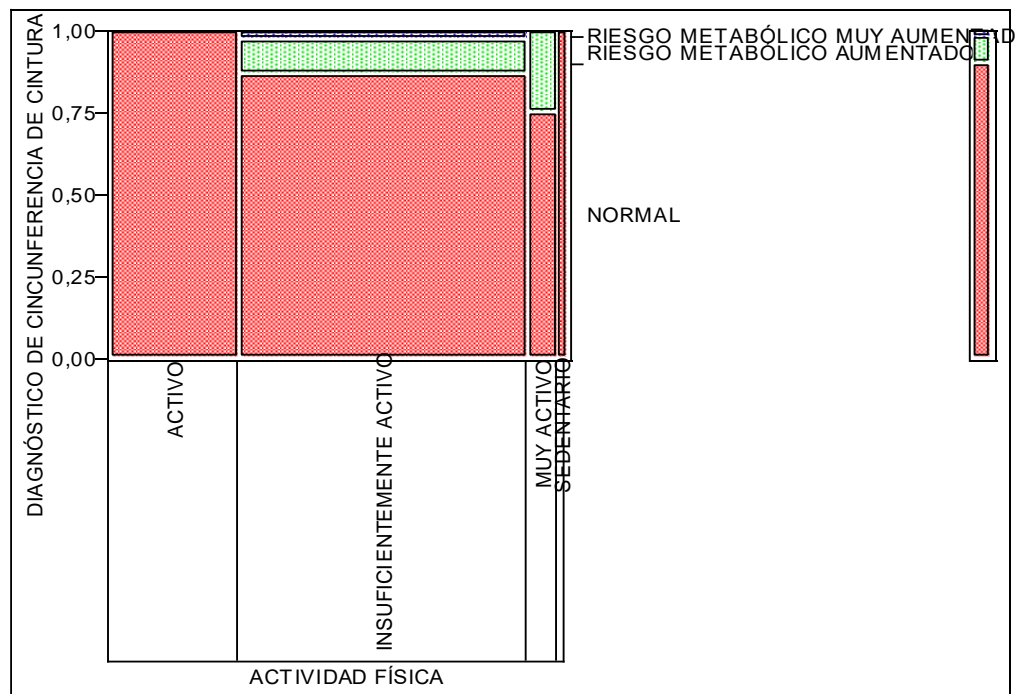 DIAGNÓSTICO DE CINCUNFERENCIA DE CINTURA
1,00
0,75
0,50
0,25
0,00
RIESGO METABÓLICO MUY AUMENTAD
RIESGO METABÓLICO AUMENTADO
NORMAL
ACTIVO
INSUFICIENTEMENTE ACTIVO
MUY ACTIVO
SEDENTARIO
ACTIVIDAD FÍSICA